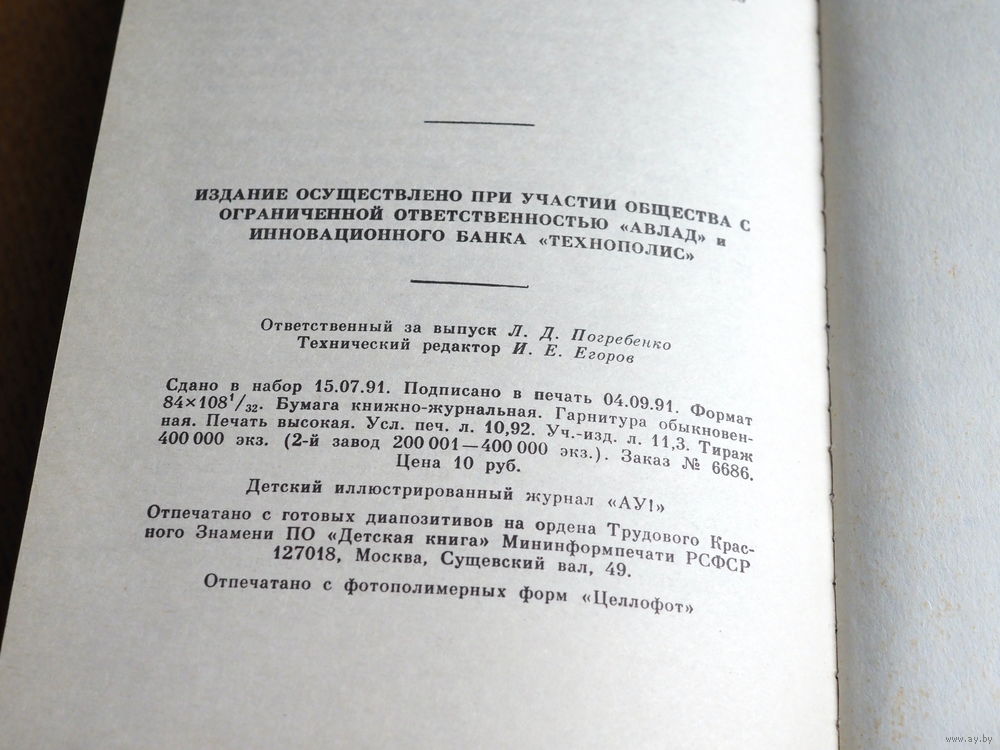 ИЗДАНИЕ ОСУЩЕСТВЛЕНО ПРИ УЧАСТИИ ОБЩЕСТВА С
ОГРАНИЧЕННОЙ ОТВЕТСТВЕННОСТЬЮ «АВЛАД» и
ИННОВАЦИОННОГО БАНКА «ТЕХНОПОЛИС»
Ответственный за выпуск Л. Д. Погребенко
Технический редактор И. Е. Егоров
Сдано в набор 15.07.91. Подписано в печать 04.09.91. Формат
84×108¹/₃₂. Бумага книжно-журнальная. Гарнитура обыкновен-
ная. Печать высокая. Усл. печ. л. 10,92. Уч.-изд. л. 11,3. Тираж
400 000 экз. (2-й завод 200 001—400 000 экз.). Заказ № 6686.
Цена 10 руб.
Детский иллюстрированный журнал «АУ!»
Отпечатано с готовых диапозитивов на ордена Трудового Крас-
ного Знамени ПО «Детская книга» Мининформпечати РСФСР
127018, Москва, Сущевский вал, 49.
Отпечатано с фотополимерных форм «Целлофот»
www.ay.by